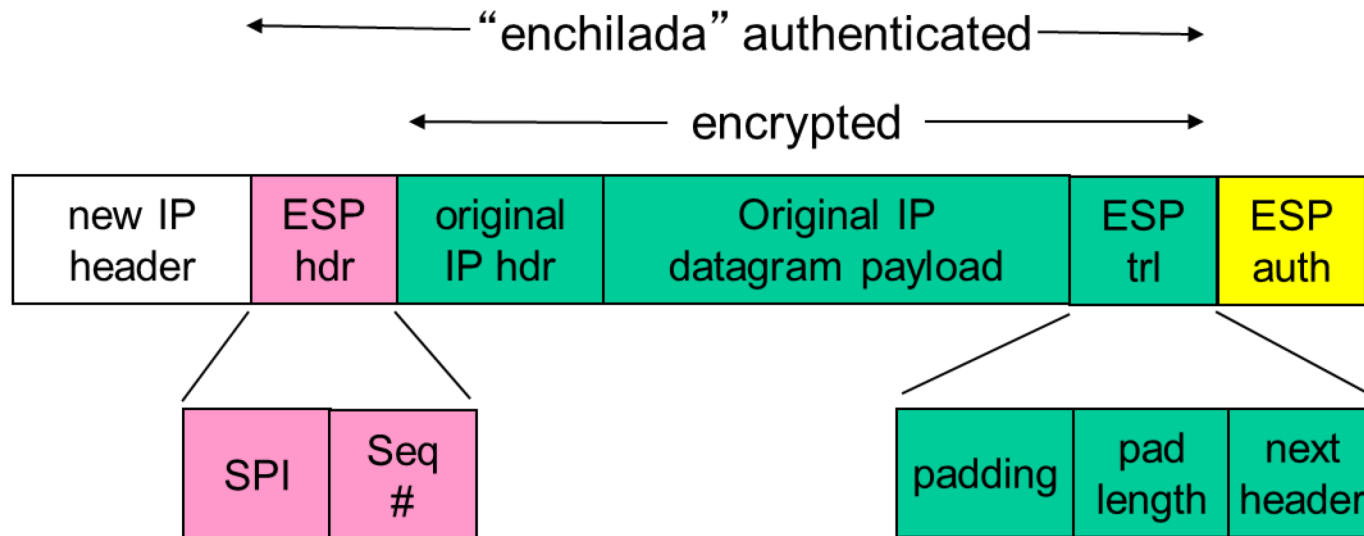 “enchilada” authenticated
encrypted
new IP
header
ESP
hdr
original
IP hdr
Original IP
datagram payload
ESP
trl
ESP
auth
SPI
Seq
#
padding
pad
length
next
header